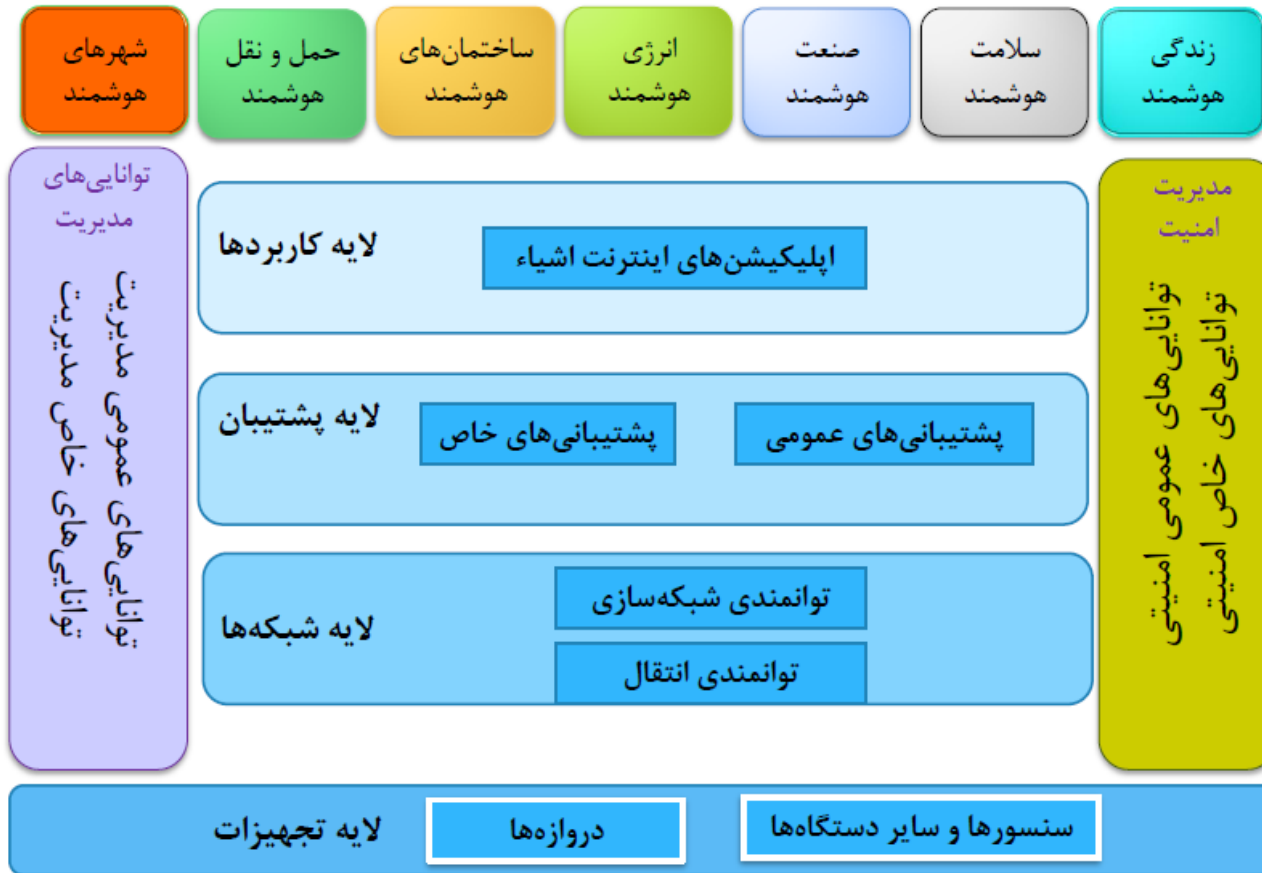 زندگی
هوشمند
سلامت
هوشمند
صنعت
هوشمند
انرژی
هوشمند
ساختمان‌های
هوشمند
حمل و نقل
هوشمند
شهرهای
هوشمند
مدیریت
امنیت
توانایی‌های عمومی امنیتی
توانایی‌های خاص امنیتی
لایه کاربردها
اپلیکیشن‌های اینترنت اشیاء
لایه پشتیبان
پشتیبانی‌های عمومی
پشتیبانی‌های خاص
لایه شبکه‌ها
توانمندی شبکه‌سازی
توانمندی انتقال
توانایی‌های
مدیریت
توانایی‌های عمومی مدیریت
توانایی‌های خاص مدیریت
لایه تجهیزات
سنسورها و سایر دستگاه‌ها
دروازه‌ها